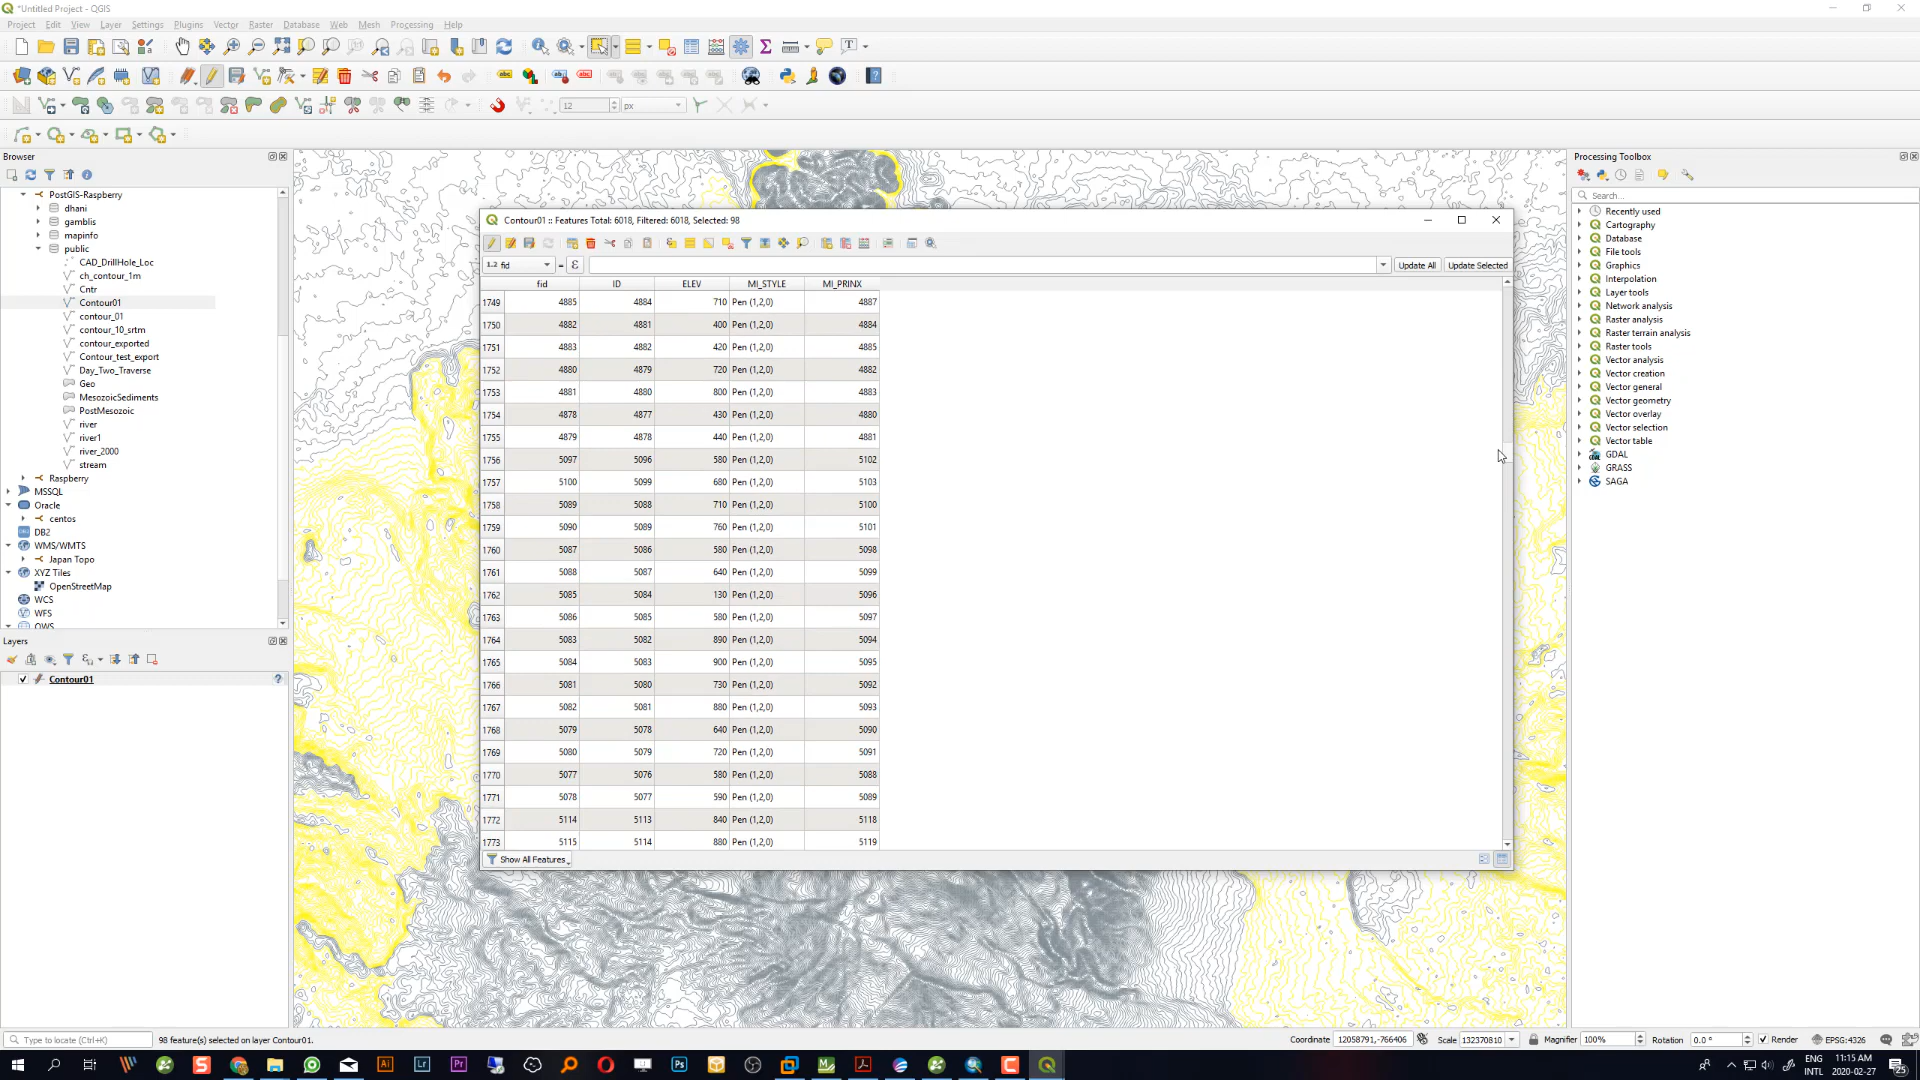 *Untitled Project - QGIS
Project Edit View Layer Settings Plugins Vector Raster Database Web Mesh Processing Help
12 px
Browser
PostGIS-Raspberry
dhani
gamblis
mapinfo
public
CAD_DrillHole_Loc
ch_contour_1m
Cntr
Contour01
contour_01
contour_10_srtm
contour_exported
Contour_test_export
Day_Two_Traverse
Geo
MesozoicSediments
PostMesozoic
river
river1
river_2000
stream
Raspberry
MSSQL
Oracle
centos
DB2
WMS/WMTS
Japan Topo
XYZ Tiles
OpenStreetMap
WCS
WFS
OWS
Layers
Contour01
Contour01 :: Features Total: 6018, Filtered: 6018, Selected: 98
1.2 fid = ε Update All Update Selected
fid ID ELEV MI_STYLE MI_PRINX
1749 4885 4884 710 Pen (1,2,0) 4887
1750 4882 4881 400 Pen (1,2,0) 4884
1751 4883 4882 420 Pen (1,2,0) 4885
1752 4880 4879 720 Pen (1,2,0) 4882
1753 4881 4880 800 Pen (1,2,0) 4883
1754 4878 4877 430 Pen (1,2,0) 4880
1755 4879 4878 440 Pen (1,2,0) 4881
1756 5097 5096 580 Pen (1,2,0) 5102
1757 5100 5099 680 Pen (1,2,0) 5103
1758 5089 5088 710 Pen (1,2,0) 5100
1759 5090 5089 760 Pen (1,2,0) 5101
1760 5087 5086 580 Pen (1,2,0) 5098
1761 5088 5087 640 Pen (1,2,0) 5099
1762 5085 5084 130 Pen (1,2,0) 5096
1763 5086 5085 580 Pen (1,2,0) 5097
1764 5083 5082 890 Pen (1,2,0) 5094
1765 5084 5083 900 Pen (1,2,0) 5095
1766 5081 5080 730 Pen (1,2,0) 5092
1767 5082 5081 880 Pen (1,2,0) 5093
1768 5079 5078 640 Pen (1,2,0) 5090
1769 5080 5079 720 Pen (1,2,0) 5091
1770 5077 5076 580 Pen (1,2,0) 5088
1771 5078 5077 590 Pen (1,2,0) 5089
1772 5114 5113 840 Pen (1,2,0) 5118
1773 5115 5114 880 Pen (1,2,0) 5119
Show All Features
Processing Toolbox
Search...
Recently used
Cartography
Database
File tools
Graphics
Interpolation
Layer tools
Network analysis
Raster analysis
Raster terrain analysis
Raster tools
Vector analysis
Vector creation
Vector general
Vector geometry
Vector overlay
Vector selection
Vector table
GDAL
GRASS
SAGA
Type to locate (Ctrl+K) 98 feature(s) selected on layer Contour01. Coordinate 12058791,-766406 Scale 132370810 Magnifier 100% Rotation 0.0 ° Render EPSG:4326
ENG 11:15 AM
INTL 2020-02-27 25